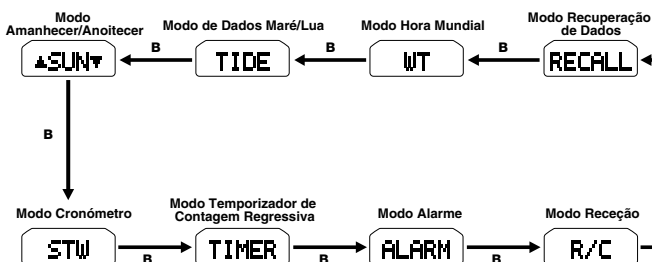 Modo
Amanhecer/Anoitecer
Modo de Dados Maré/Lua
Modo Hora Mundial
Modo Recuperação
de Dados
▲SUN▼
B
TIDE
B
WT
B
RECALL
B
Modo Cronómetro
Modo Temporizador de
Contagem Regressiva
Modo Alarme
Modo Receção
STW
B
TIMER
B
ALARM
B
R/C